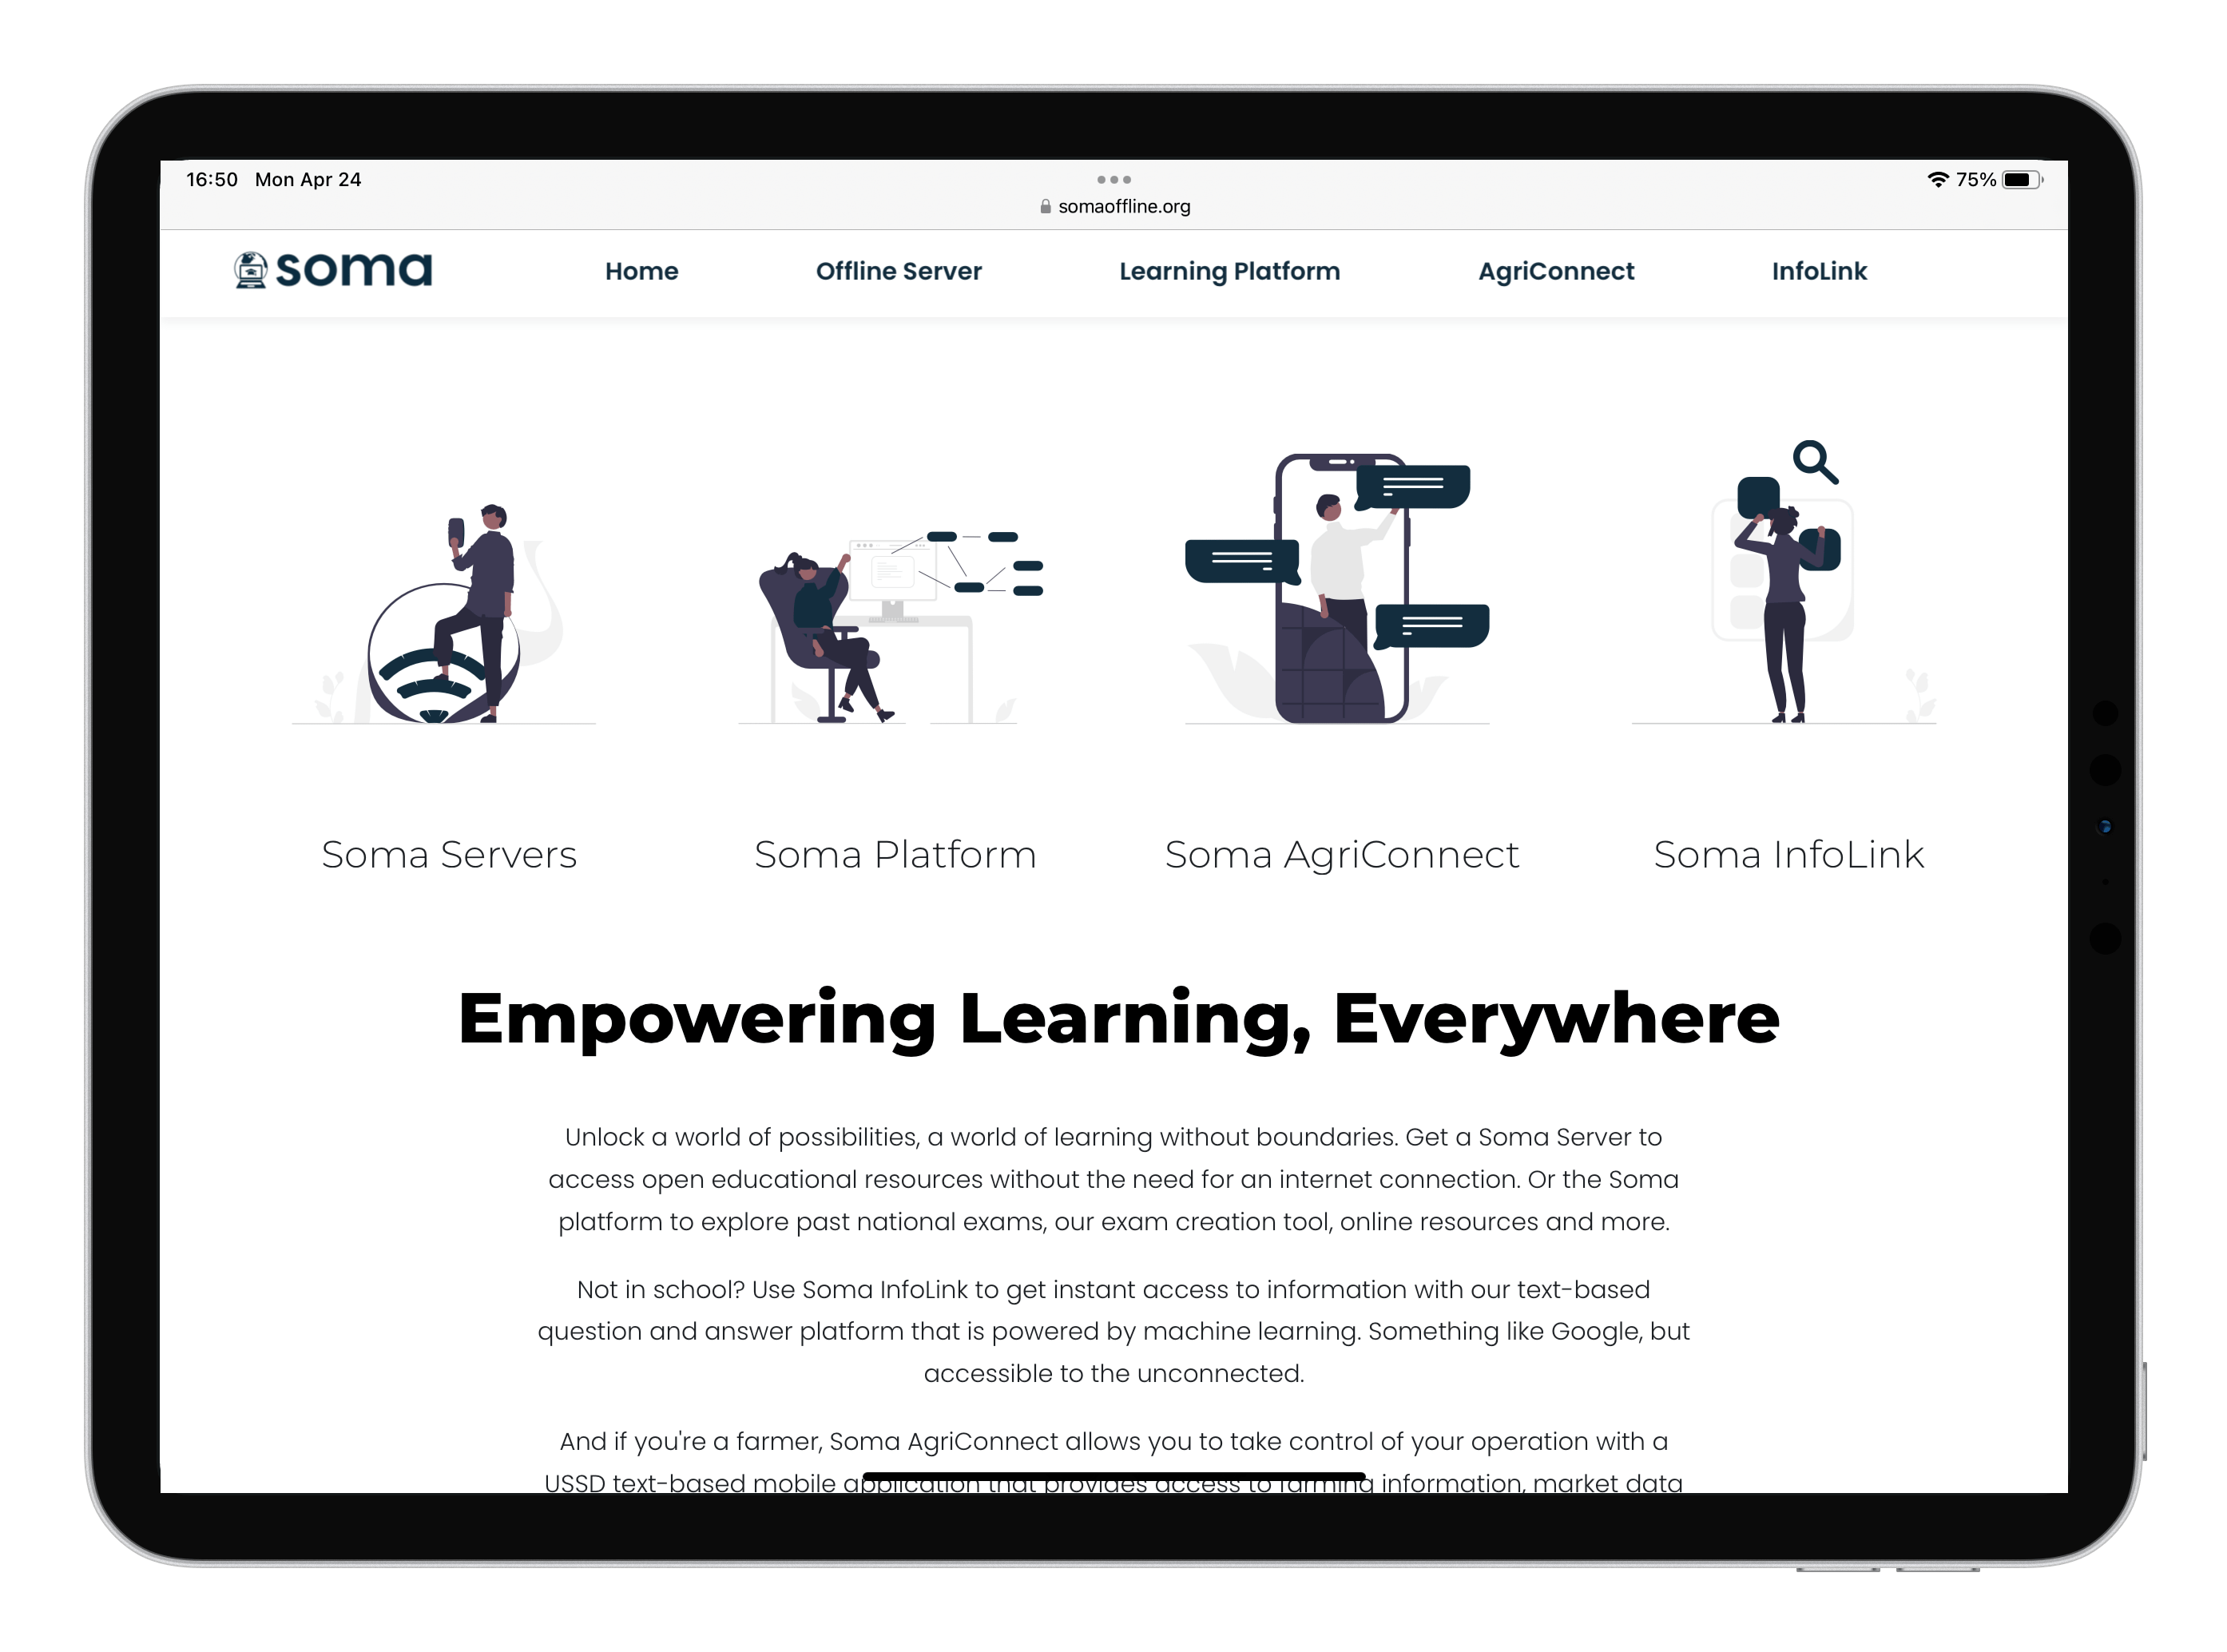 16:50 Mon Apr 24
75%
somaoffline.org
soma
Home Offline Server Learning Platform AgriConnect InfoLink
Soma Servers Soma Platform Soma AgriConnect Soma InfoLink
Empowering Learning, Everywhere
Unlock a world of possibilities, a world of learning without boundaries. Get a Soma Server to
access open educational resources without the need for an internet connection. Or the Soma
platform to explore past national exams, our exam creation tool, online resources and more.
Not in school? Use Soma InfoLink to get instant access to information with our text-based
question and answer platform that is powered by machine learning. Something like Google, but
accessible to the unconnected.
And if you're a farmer, Soma AgriConnect allows you to take control of your operation with a
USSD text-based mobile application that provides access to farming information, market data